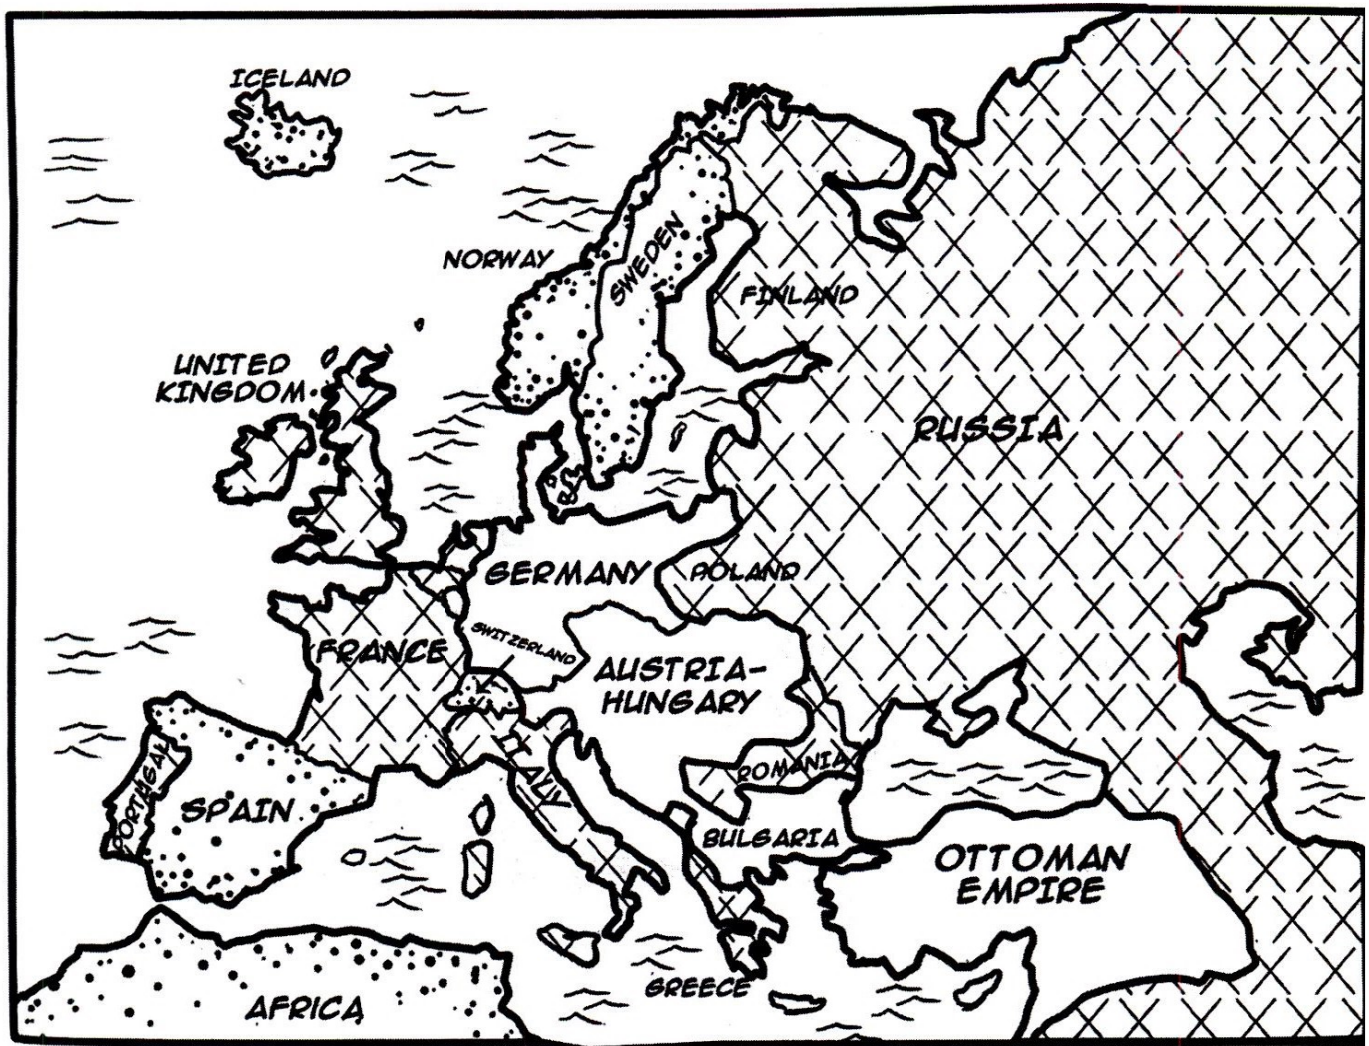 ICELAND
NORWAY
SWEDEN
FINLAND
UNITED
KINGDOM
RUSSIA
GERMANY
POLAND
SWITZERLAND
FRANCE
AUSTRIA-
HUNGARY
PORTUGAL
SPAIN
ITALY
ROMANIA
BULGARIA
OTTOMAN
EMPIRE
GREECE
AFRICA